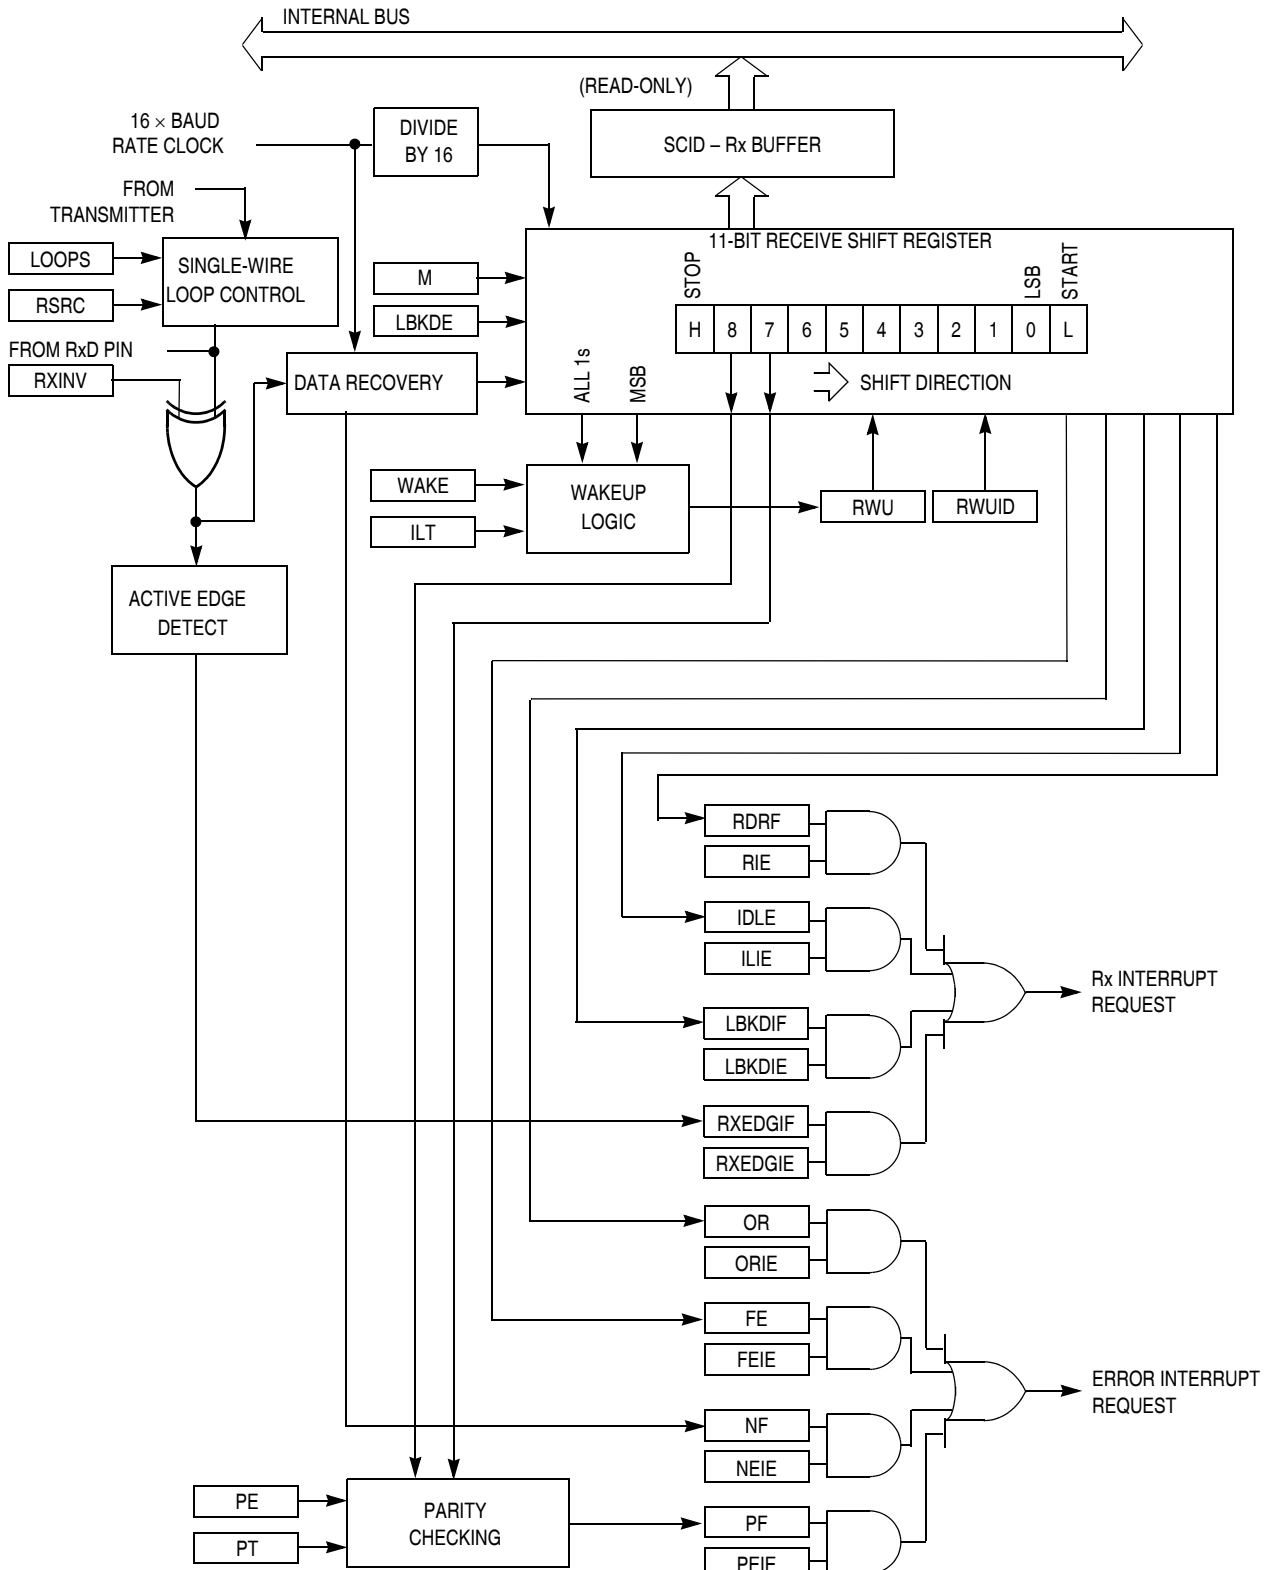 INTERNAL BUS
(READ-ONLY)
16 × BAUD
RATE CLOCK
DIVIDE
BY 16
SCID – Rx BUFFER
FROM
TRANSMITTER
11-BIT RECEIVE SHIFT REGISTER
LOOPS
RSRC
SINGLE-WIRE
LOOP CONTROL
M
LBKDE
STOP
LSB
START
H 8 7 6 5 4 3 2 1 0 L
FROM RxD PIN
RXINV
DATA RECOVERY
ALL 1s
MSB
SHIFT DIRECTION
WAKE
ILT
WAKEUP
LOGIC
RWU
RWUID
ACTIVE EDGE
DETECT
RDRF
RIE
IDLE
ILIE
Rx INTERRUPT
REQUEST
LBKDIF
LBKDIE
RXEDGIF
RXEDGIE
OR
ORIE
FE
FEIE
ERROR INTERRUPT
REQUEST
NF
NEIE
PE
PT
PARITY
CHECKING
PF
PEIE